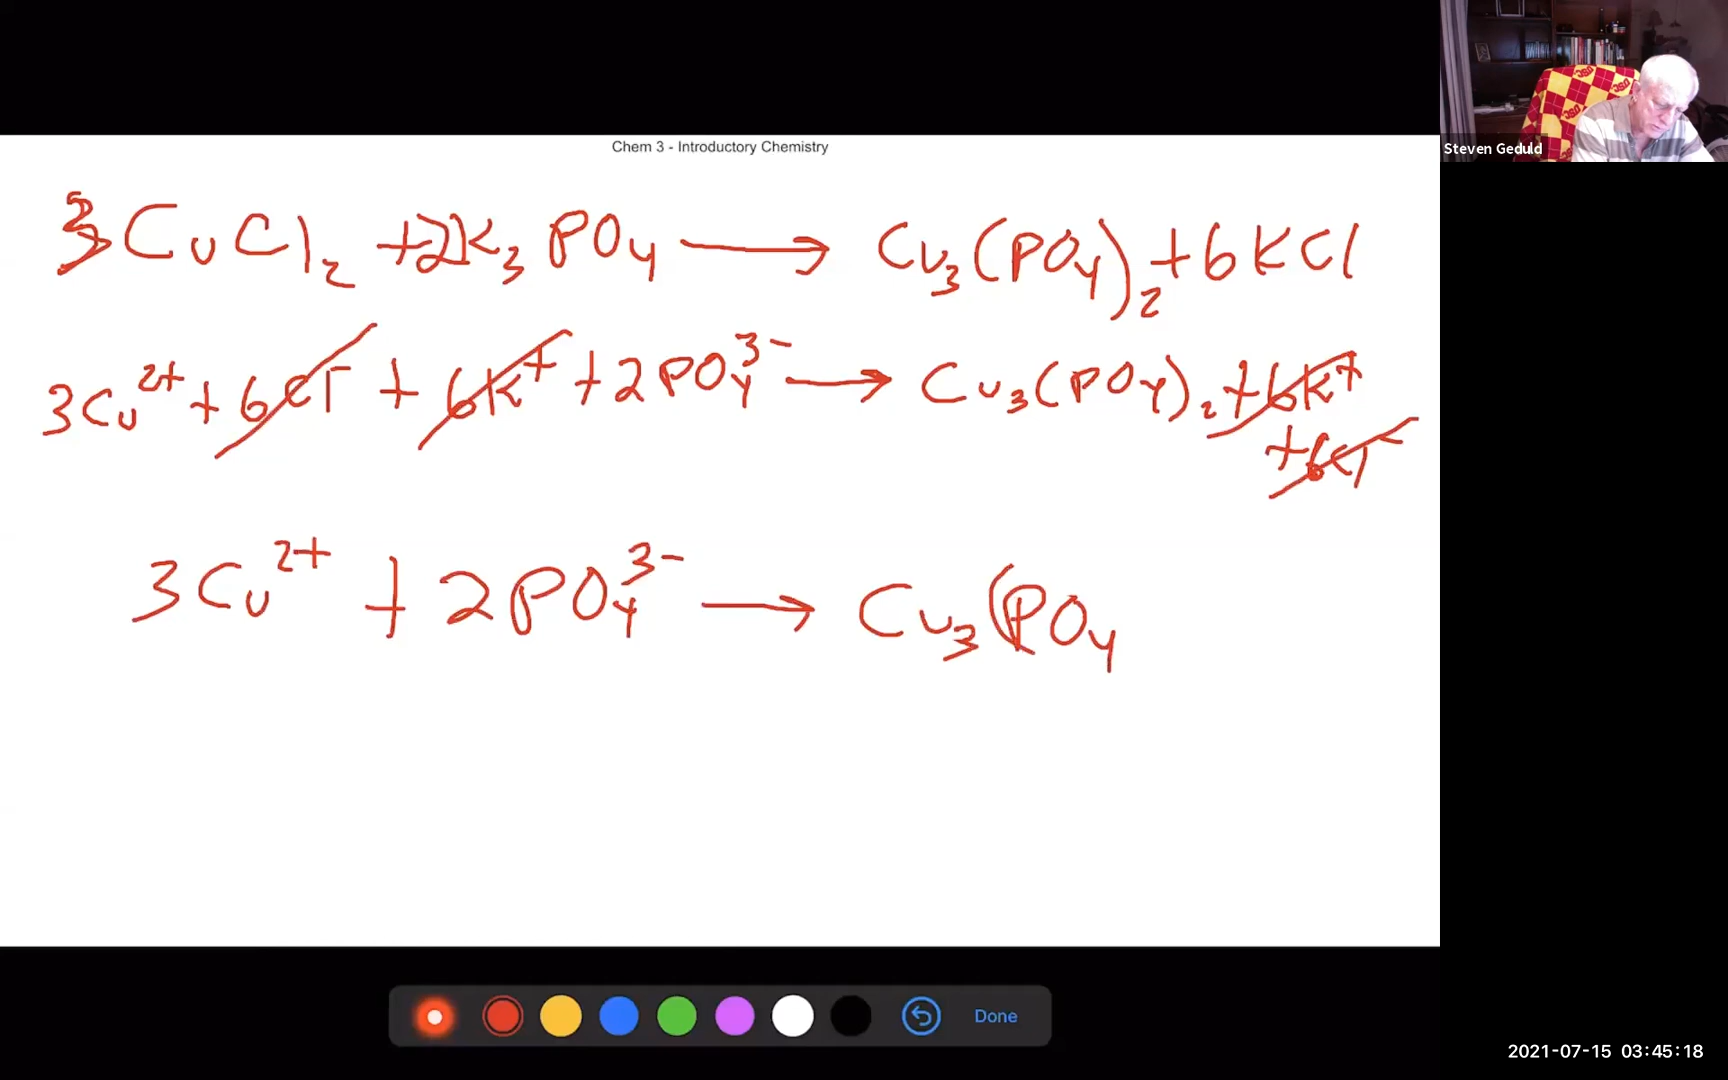 Chem 3 - Introductory Chemistry
Steven Geduld
3CuCl₂ + 2K₃PO₄ → Cu₃(PO₄)₂ + 6KCl
3Cu²⁺ + 6Cl⁻ + 6K⁺ + 2PO₄³⁻ → Cu₃(PO₄)₂ + 6K⁺
+ 6Cl⁻
3Cu²⁺ + 2PO₄³⁻ → Cu₃(PO₄
Done
2021-07-15 03:45:18